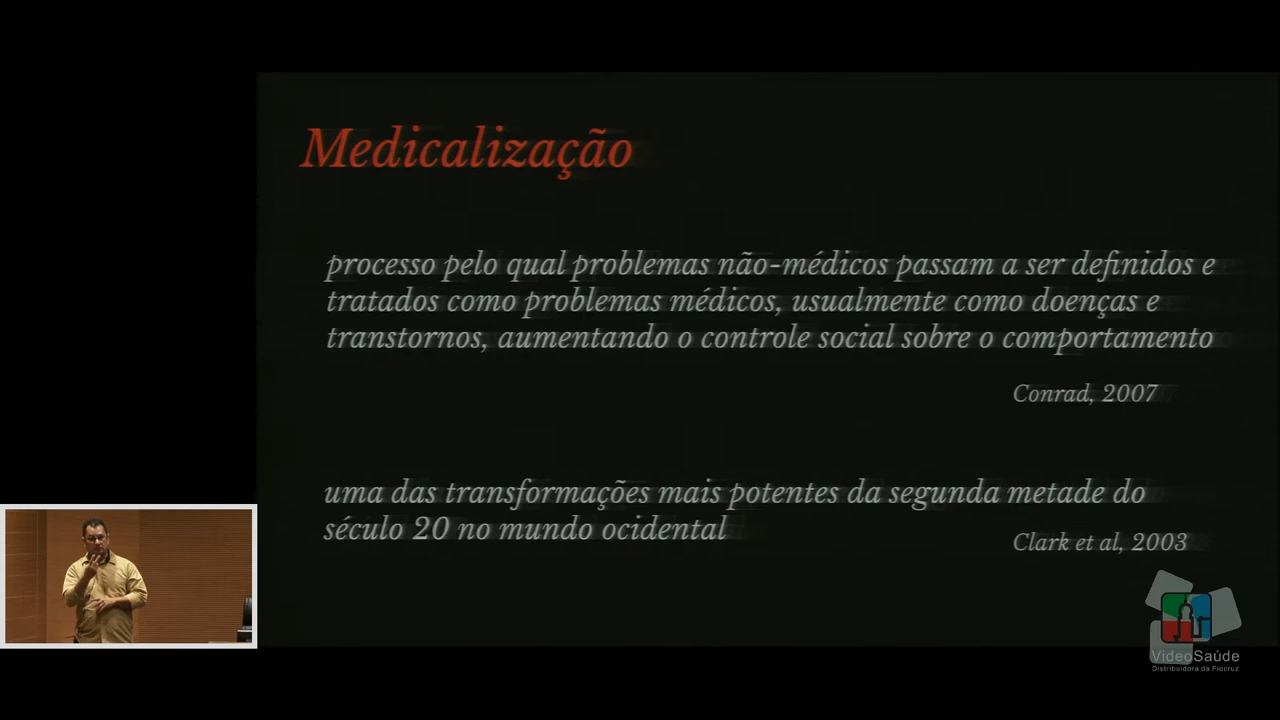 Medicalização
processo pelo qual problemas não-médicos passam a ser definidos e
tratados como problemas médicos, usualmente como doenças e
transtornos, aumentando o controle social sobre o comportamento
Conrad, 2007
uma das transformações mais potentes da segunda metade do
século 20 no mundo ocidental
Clark et al, 2003
VideoSaúde
Distribuidora da Fiocruz